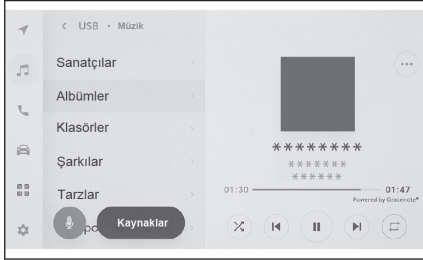 USB • Müzik
Sanatçılar
Albümler
Klasörler
Şarkılar
Tarzlar
Kaynaklar
********
*******
******
01:30
01:47
Powered by Gracenote®